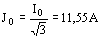 J₀ = I₀/√3 = 11,55A